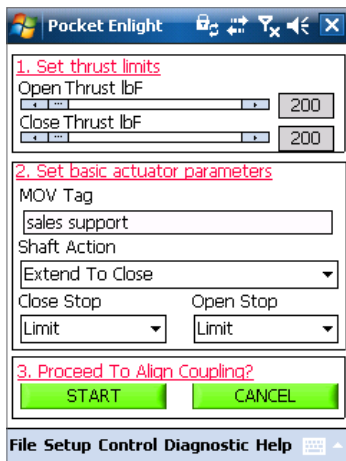 Pocket Enlight
1. Set thrust limits
Open Thrust lbF
200
Close Thrust lbF
200
2. Set basic actuator parameters
MOV Tag
sales support
Shaft Action
Extend To Close
Close Stop Open Stop
Limit Limit
3. Proceed To Align Coupling?
START CANCEL
File Setup Control Diagnostic Help